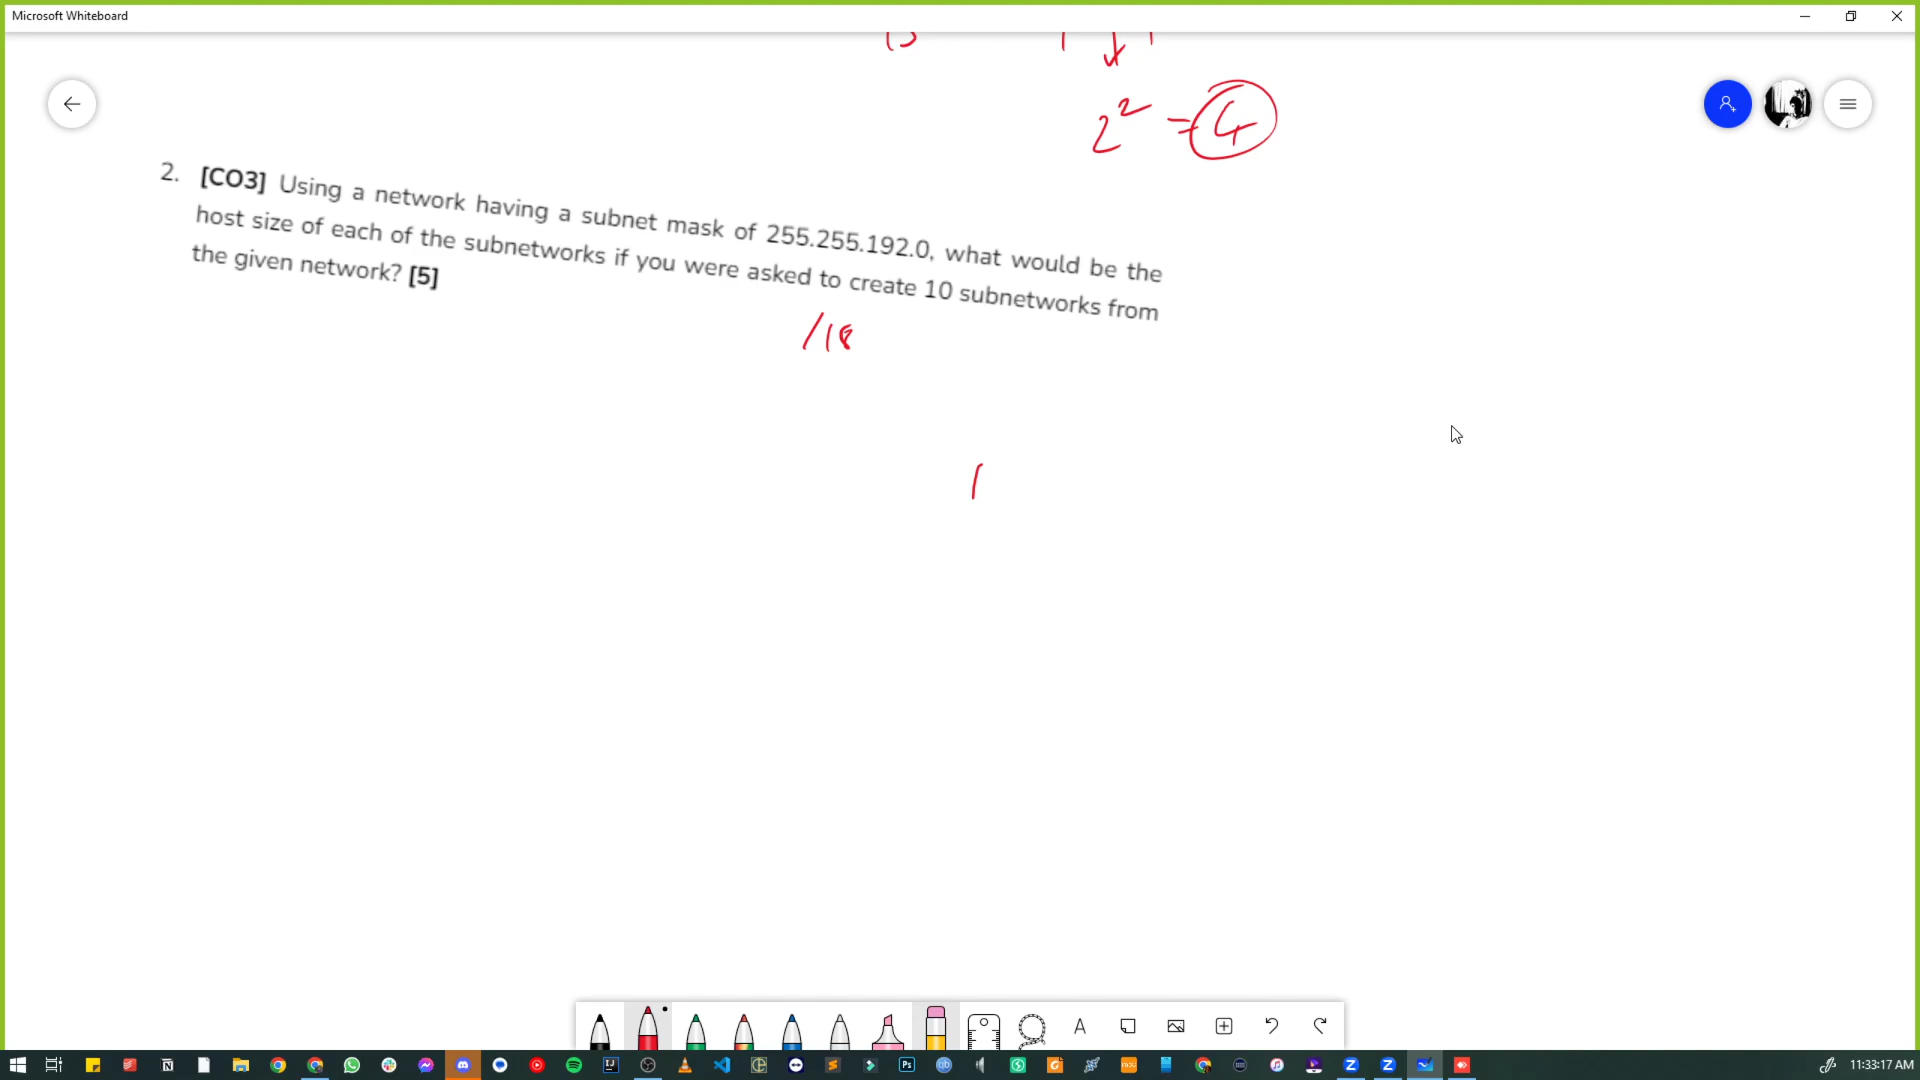 Microsoft Whiteboard
2² = 4
2. [CO3] Using a network having a subnet mask of 255.255.192.0, what would be the
host size of each of the subnetworks if you were asked to create 10 subnetworks from
the given network? [5]
/18
A
11:33:17 AM